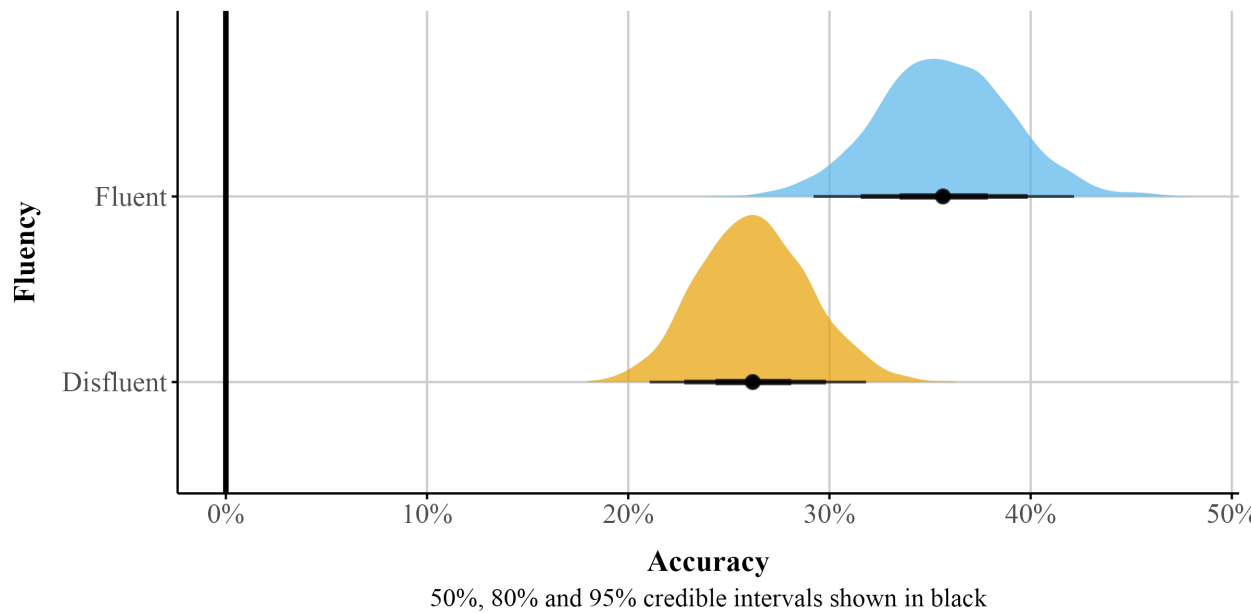 Fluency
Fluent
Disfluent
0%
10%
20%
30%
40%
50%
Accuracy
50%, 80% and 95% credible intervals shown in black